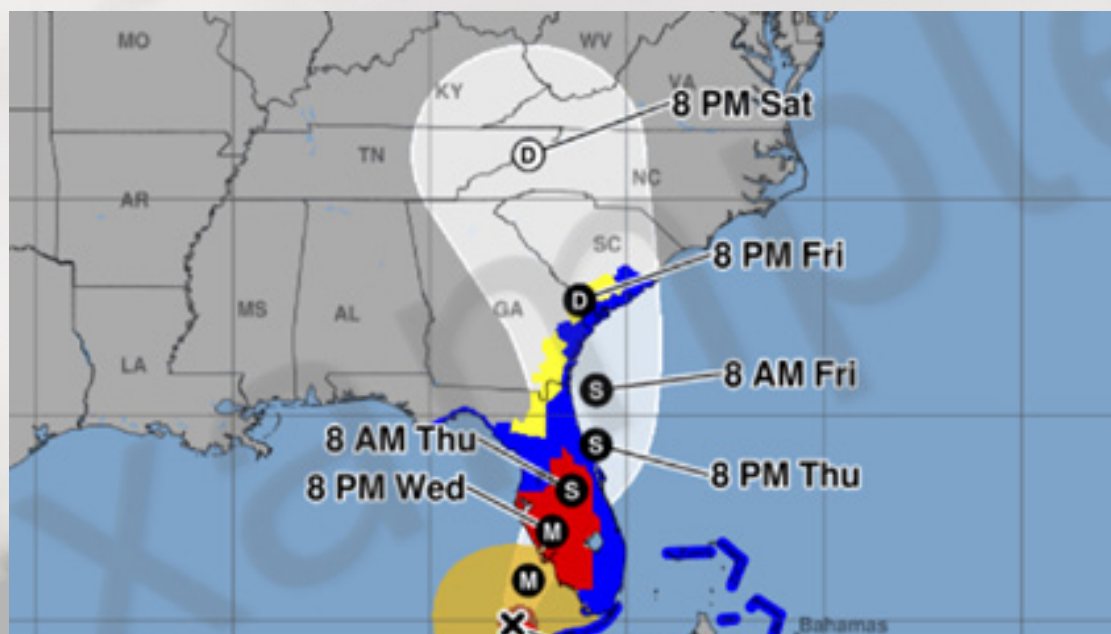 MO
WV
DE
KY
VA
8 PM Sat
TN
NC
AR
SC
8 PM Fri
MS
AL
GA
LA
8 AM Fri
8 AM Thu
8 PM Thu
8 PM Wed
D
D
S
S
S
M
M
Bahamas
Example